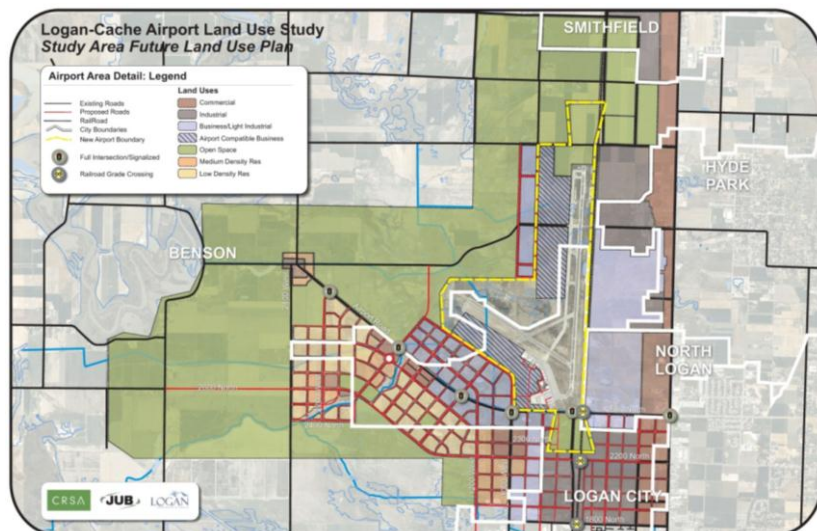 Logan-Cache Airport Land Use Study
Study Area Future Land Use Plan
Airport Area Detail: Legend
Existing Roads
Proposed Roads
RailRoad
City Boundaries
New Airport Boundary
Full Intersection/Signalized
Railroad Grade Crossing
Land Uses
Commercial
Industrial
Business/Light Industrial
Airport Compatible Business
Open Space
Medium Density Res
Low Density Res
SMITHFIELD
HYDE
PARK
BENSON
NORTH
LOGAN
2200 North
LOGAN CITY
1800 North
CRSA
JUB
LOGAN